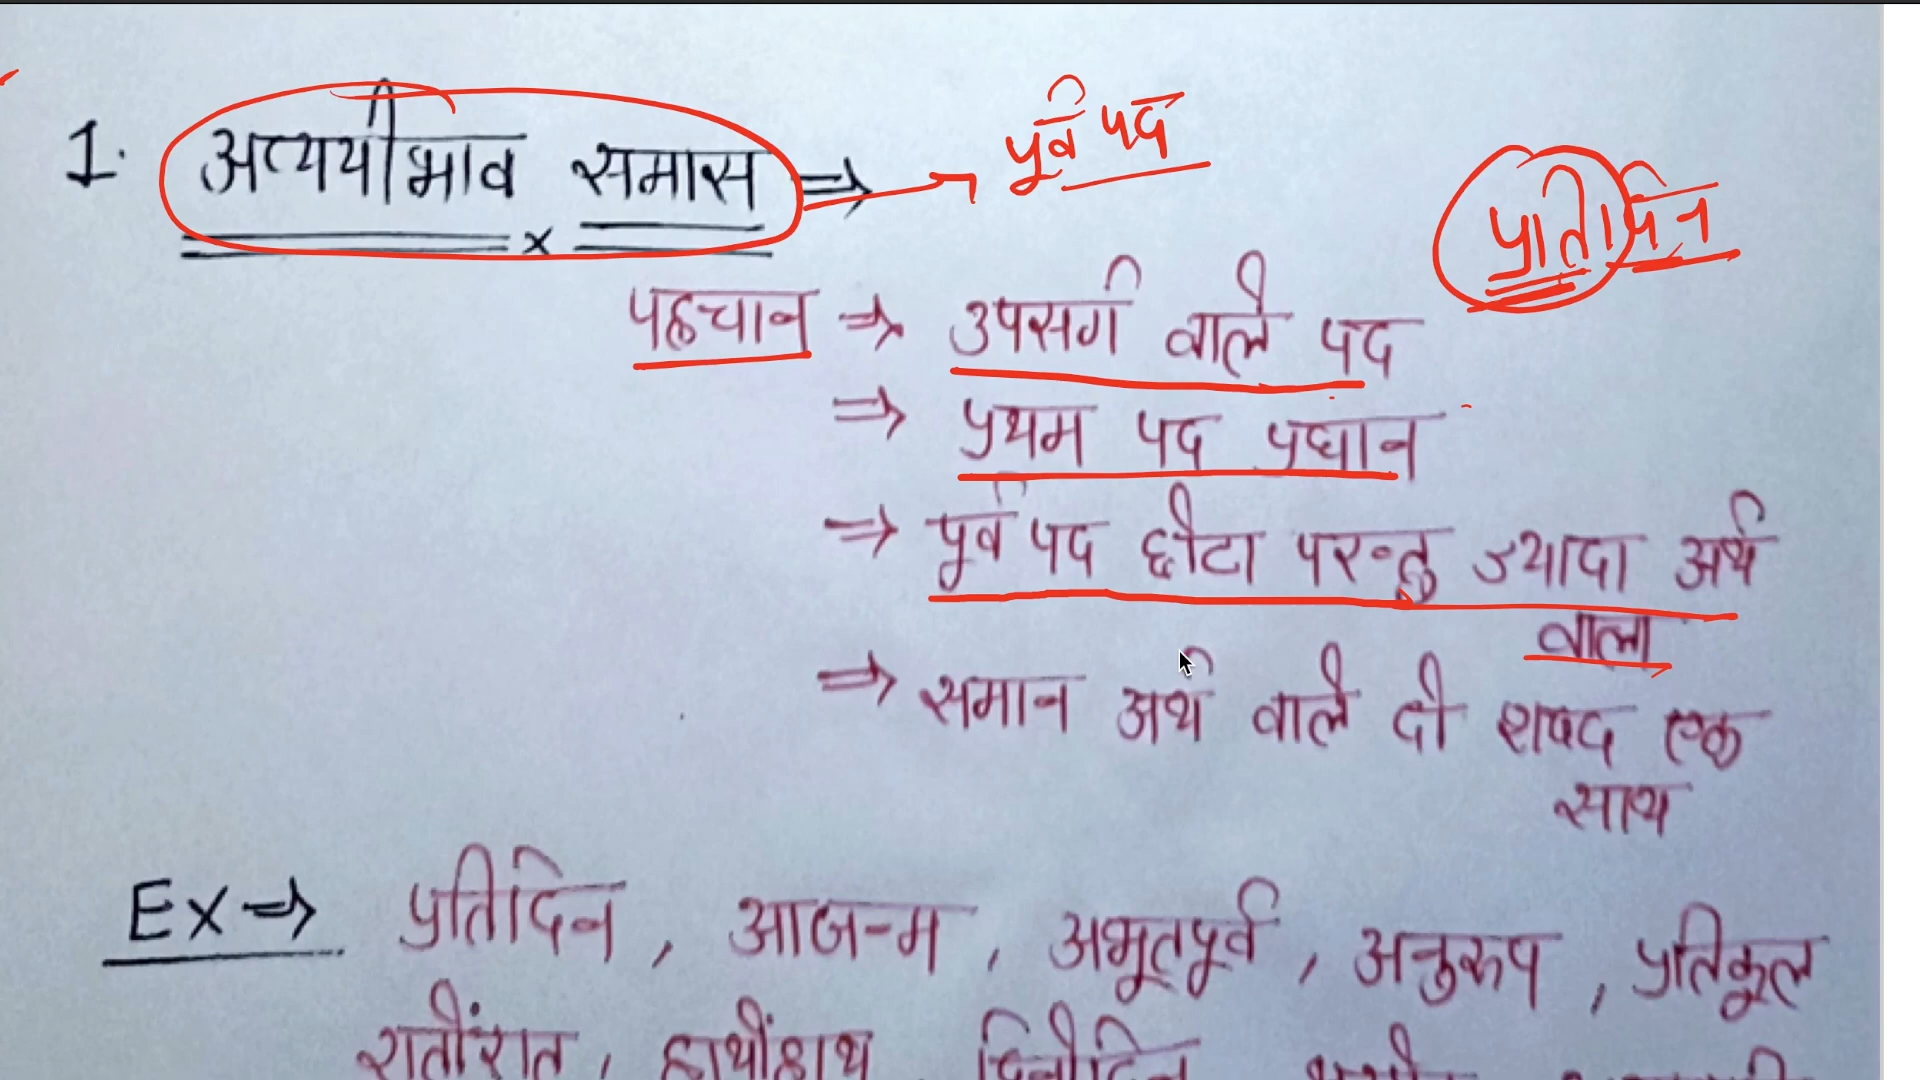 1. अव्ययीभाव समास ⇒ पूर्व पद
प्रतिदिन
पहचान ⇒ उपसर्ग वाले पद
⇒ प्रथम पद प्रधान
⇒ पूर्व पद छोटा परन्तु ज्यादा अर्थ
वाला
⇒ समान अर्थ वाले दो शब्द एक
साथ
Ex ⇒ प्रतिदिन, आजन्म, अभूतपूर्व, अनुरूप, प्रतिकूल
रातोंरात, हाथोंहाथ, दिनोंदिन